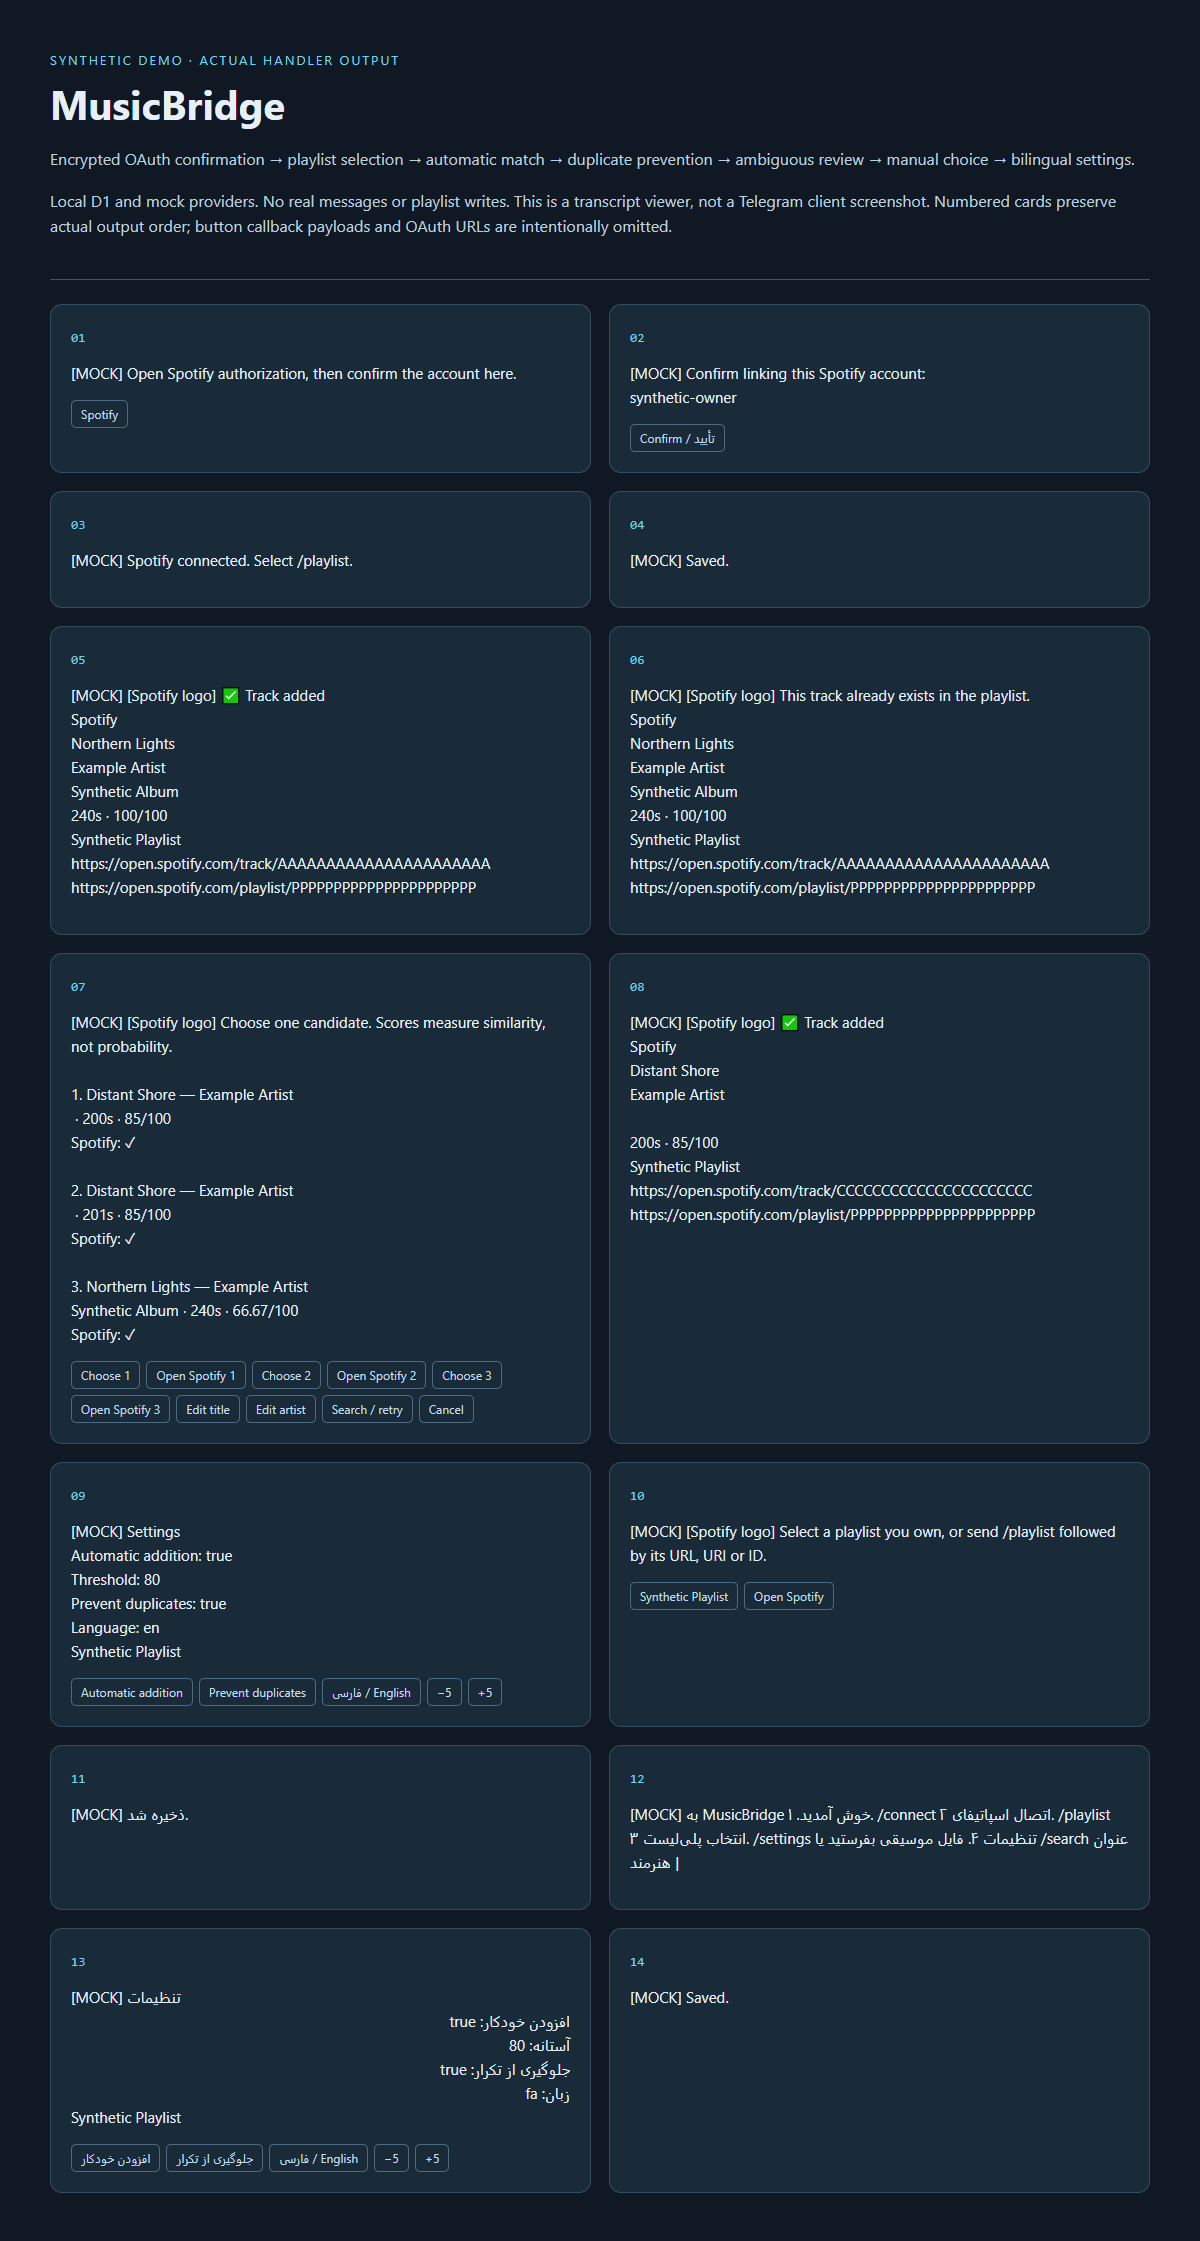 SYNTHETIC DEMO · ACTUAL HANDLER OUTPUT
MusicBridge
Encrypted OAuth confirmation → playlist selection → automatic match → duplicate prevention → ambiguous review → manual choice → bilingual settings.
Local D1 and mock providers. No real messages or playlist writes. This is a transcript viewer, not a Telegram client screenshot. Numbered cards preserve
actual output order; button callback payloads and OAuth URLs are intentionally omitted.
01
[MOCK] Open Spotify authorization, then confirm the account here.
Spotify
02
[MOCK] Confirm linking this Spotify account:
synthetic-owner
Confirm / تأیید
03
[MOCK] Spotify connected. Select /playlist.
04
[MOCK] Saved.
05
[MOCK] [Spotify logo] ✅ Track added
Spotify
Northern Lights
Example Artist
Synthetic Album
240s · 100/100
Synthetic Playlist
https://open.spotify.com/track/AAAAAAAAAAAAAAAAAAAAAA
https://open.spotify.com/playlist/PPPPPPPPPPPPPPPPPPPPPP
06
[MOCK] [Spotify logo] This track already exists in the playlist.
Spotify
Northern Lights
Example Artist
Synthetic Album
240s · 100/100
Synthetic Playlist
https://open.spotify.com/track/AAAAAAAAAAAAAAAAAAAAAA
https://open.spotify.com/playlist/PPPPPPPPPPPPPPPPPPPPPP
07
[MOCK] [Spotify logo] Choose one candidate. Scores measure similarity,
not probability.
1. Distant Shore — Example Artist
· 200s · 85/100
Spotify: ✓
2. Distant Shore — Example Artist
· 201s · 85/100
Spotify: ✓
3. Northern Lights — Example Artist
Synthetic Album · 240s · 66.67/100
Spotify: ✓
Choose 1 Open Spotify 1 Choose 2 Open Spotify 2 Choose 3
Open Spotify 3 Edit title Edit artist Search / retry Cancel
08
[MOCK] [Spotify logo] ✅ Track added
Spotify
Distant Shore
Example Artist
200s · 85/100
Synthetic Playlist
https://open.spotify.com/track/CCCCCCCCCCCCCCCCCCCCCC
https://open.spotify.com/playlist/PPPPPPPPPPPPPPPPPPPPPP
09
[MOCK] Settings
Automatic addition: true
Threshold: 80
Prevent duplicates: true
Language: en
Synthetic Playlist
Automatic addition Prevent duplicates فارسی / English −5 +5
10
[MOCK] [Spotify logo] Select a playlist you own, or send /playlist followed
by its URL, URI or ID.
Synthetic Playlist Open Spotify
11
[MOCK] ذخیره شد.
12
[MOCK] به MusicBridge خوش آمدید. ۱. /connect اتصال اسپاتیفای ۲. /playlist
انتخاب پلی‌لیست ۳. /settings تنظیمات ۴. فایل موسیقی بفرستید یا /search عنوان
| هنرمند
13
[MOCK] تنظیمات
افزودن خودکار: true
آستانه: 80
جلوگیری از تکرار: true
زبان: fa
Synthetic Playlist
افزودن خودکار جلوگیری از تکرار فارسی / English −5 +5
14
[MOCK] Saved.